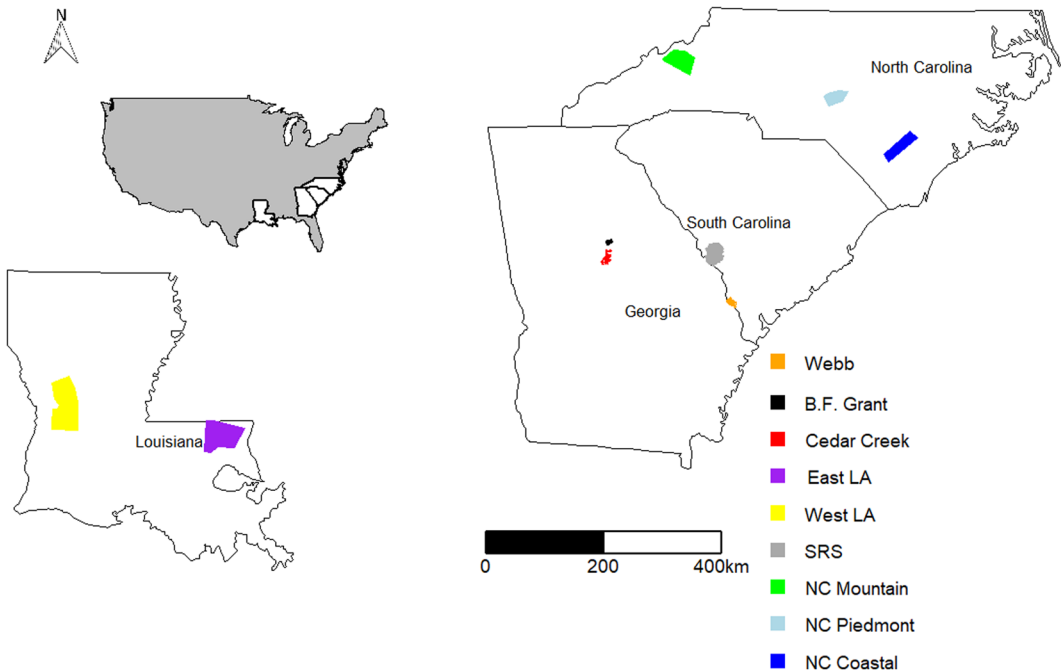 N
North Carolina
South Carolina
Georgia
Louisiana
Webb
B.F. Grant
Cedar Creek
East LA
West LA
SRS
NC Mountain
NC Piedmont
NC Coastal
0 200 400km